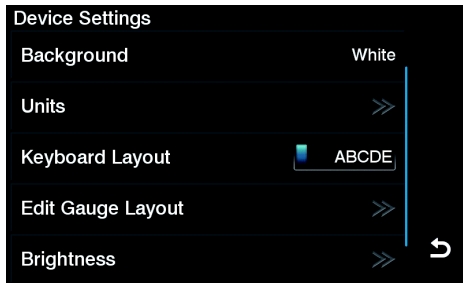 Device Settings
Background White
Units
Keyboard Layout ABCDE
Edit Gauge Layout
Brightness